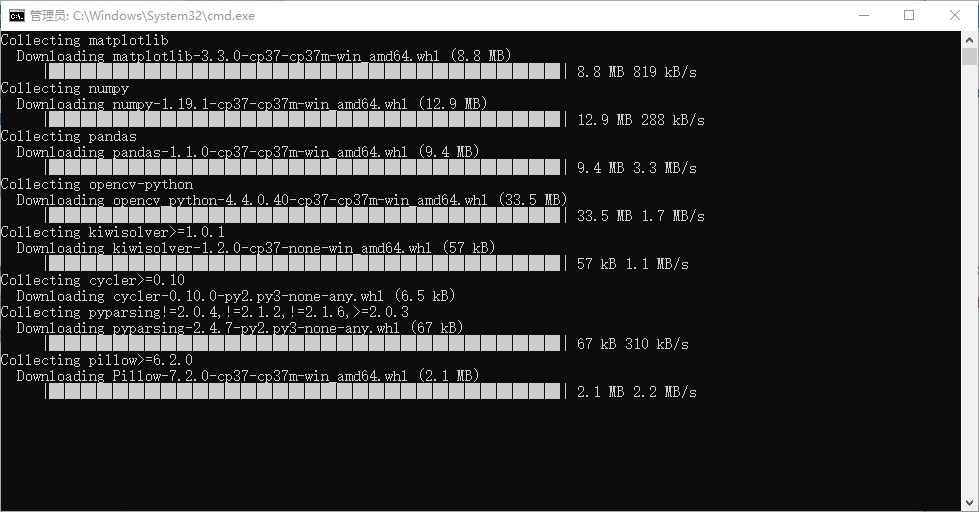 管理员: C:\Windows\System32\cmd.exe
Collecting matplotlib
Downloading matplotlib-3.3.0-cp37-cp37m-win_amd64.whl (8.8 MB)
8.8 MB 819 kB/s
Collecting numpy
Downloading numpy-1.19.1-cp37-cp37m-win_amd64.whl (12.9 MB)
12.9 MB 288 kB/s
Collecting pandas
Downloading pandas-1.1.0-cp37-cp37m-win_amd64.whl (9.4 MB)
9.4 MB 3.3 MB/s
Collecting opencv-python
Downloading opencv_python-4.4.0.40-cp37-cp37m-win_amd64.whl (33.5 MB)
33.5 MB 1.7 MB/s
Collecting kiwisolver>=1.0.1
Downloading kiwisolver-1.2.0-cp37-none-win_amd64.whl (57 kB)
57 kB 1.1 MB/s
Collecting cycler>=0.10
Downloading cycler-0.10.0-py2.py3-none-any.whl (6.5 kB)
Collecting pyparsing!=2.0.4,!=2.1.2,!=2.1.6,>=2.0.3
Downloading pyparsing-2.4.7-py2.py3-none-any.whl (67 kB)
67 kB 310 kB/s
Collecting pillow>=6.2.0
Downloading Pillow-7.2.0-cp37-cp37m-win_amd64.whl (2.1 MB)
2.1 MB 2.2 MB/s